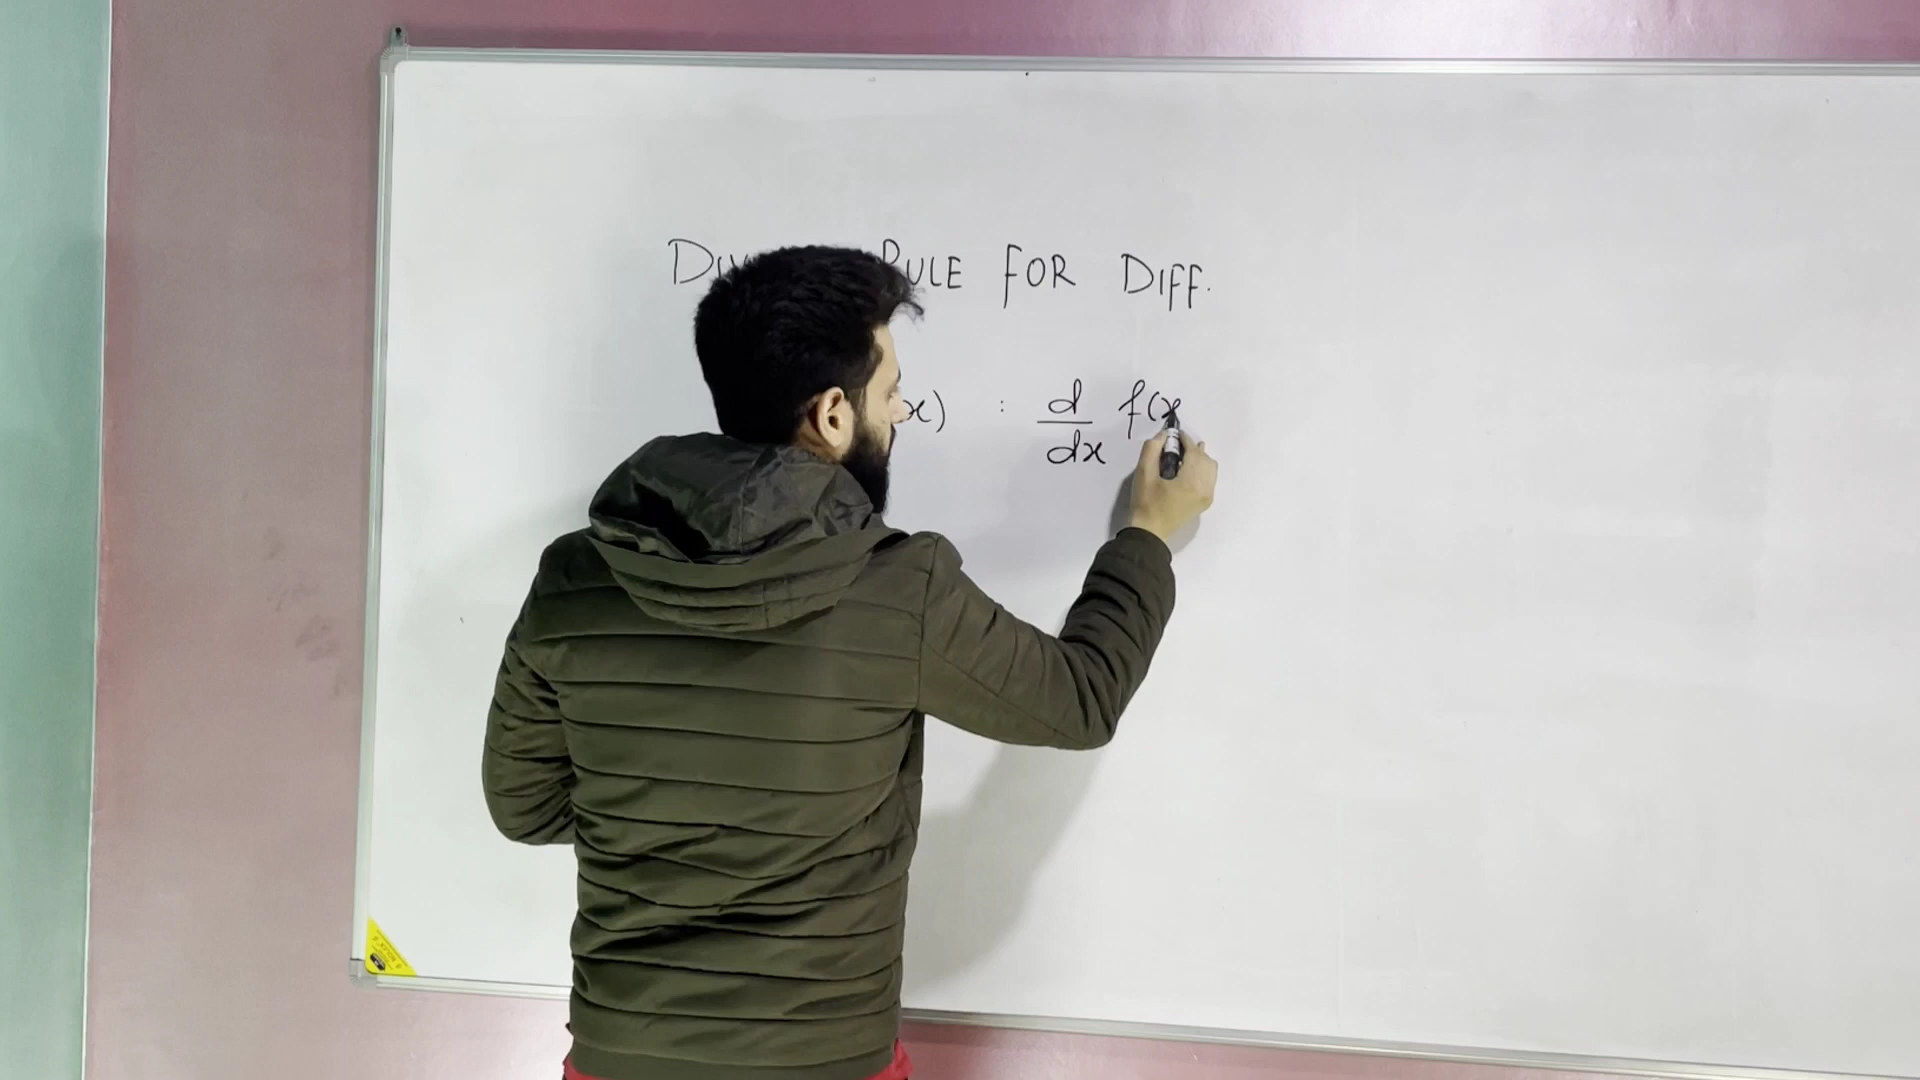 RULE FOR DIFF.
x) : d/dx f(x